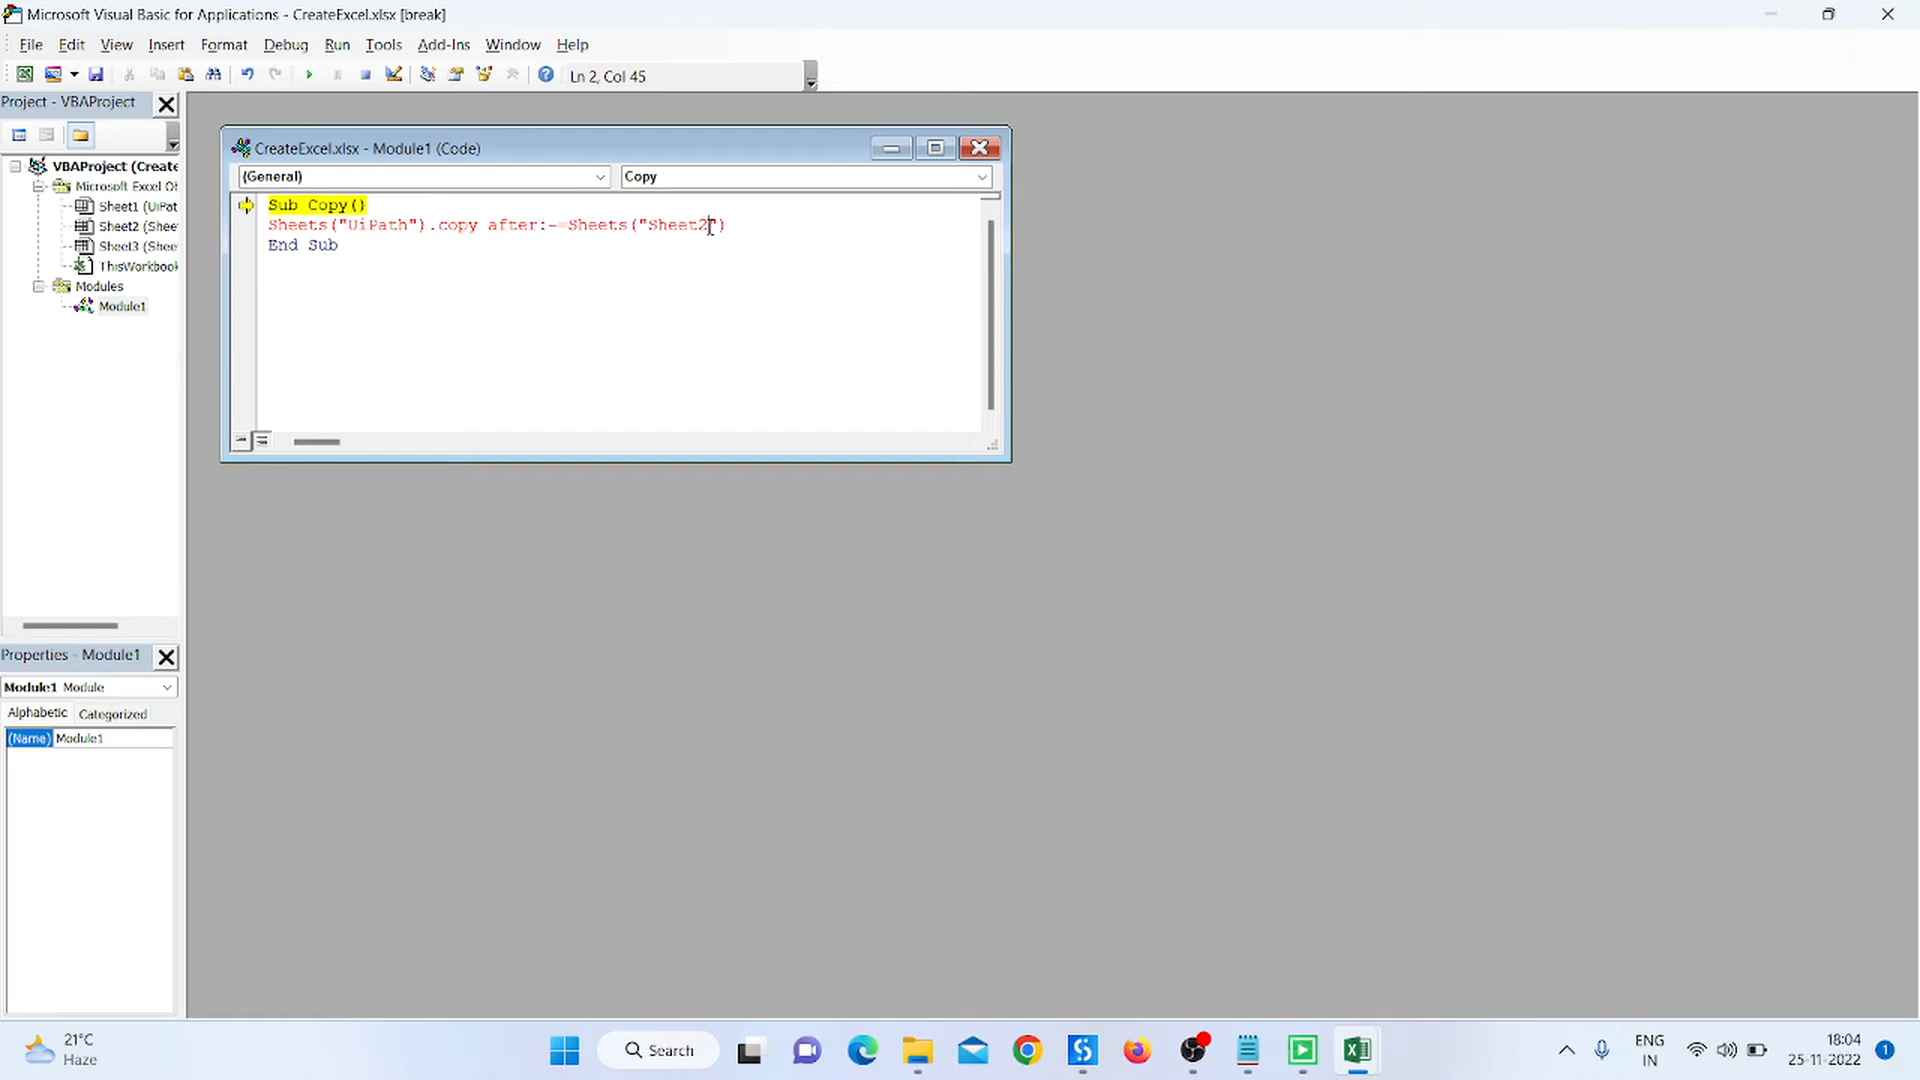 Microsoft Visual Basic for Applications - CreateExcel.xlsx [break]
File Edit View Insert Format Debug Run Tools Add-Ins Window Help
Ln 2, Col 45
Project - VBAProject
VBAProject (Create
Microsoft Excel Ob
Sheet1 (UiPat
Sheet2 (Shee
Sheet3 (Shee
ThisWorkbook
Modules
Module1
CreateExcel.xlsx - Module1 (Code)
(General) Copy
Sub Copy()
Sheets("UiPath").copy after:-=Sheets("Sheet2")
End Sub
Properties - Module1
Module1 Module
Alphabetic Categorized
(Name) Module1
21°C
Haze
Search
ENG
IN
18:04
25-11-2022
1